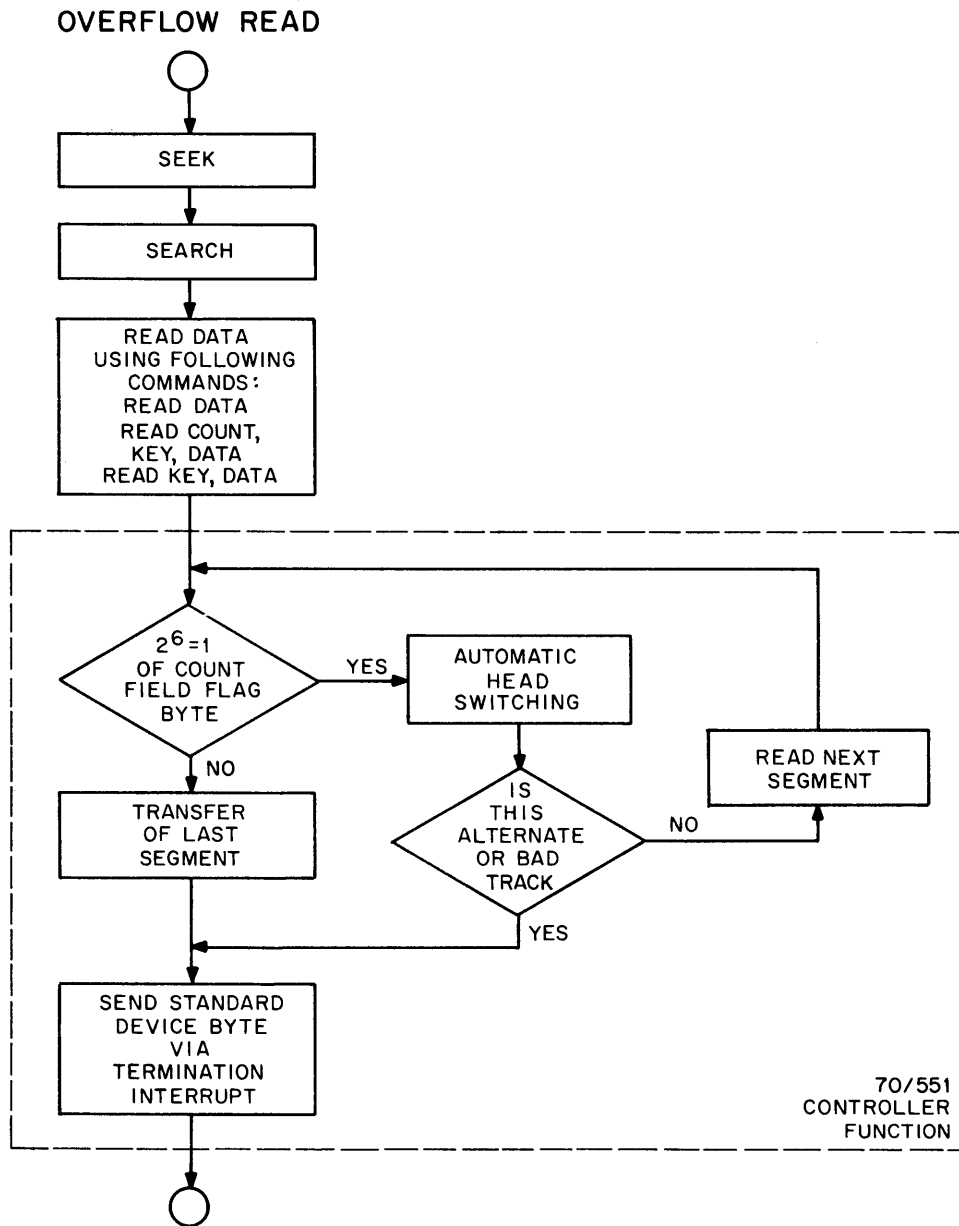 OVERFLOW READ
SEEK
SEARCH
READ DATA
USING FOLLOWING
COMMANDS:
READ DATA
READ COUNT,
KEY, DATA
READ KEY, DATA
2⁶=1
OF COUNT
FIELD FLAG
BYTE
YES
AUTOMATIC
HEAD
SWITCHING
NO
TRANSFER
OF LAST
SEGMENT
IS
THIS
ALTERNATE
OR BAD
TRACK
NO
READ NEXT
SEGMENT
YES
SEND STANDARD
DEVICE BYTE
VIA
TERMINATION
INTERRUPT
70/551
CONTROLLER
FUNCTION